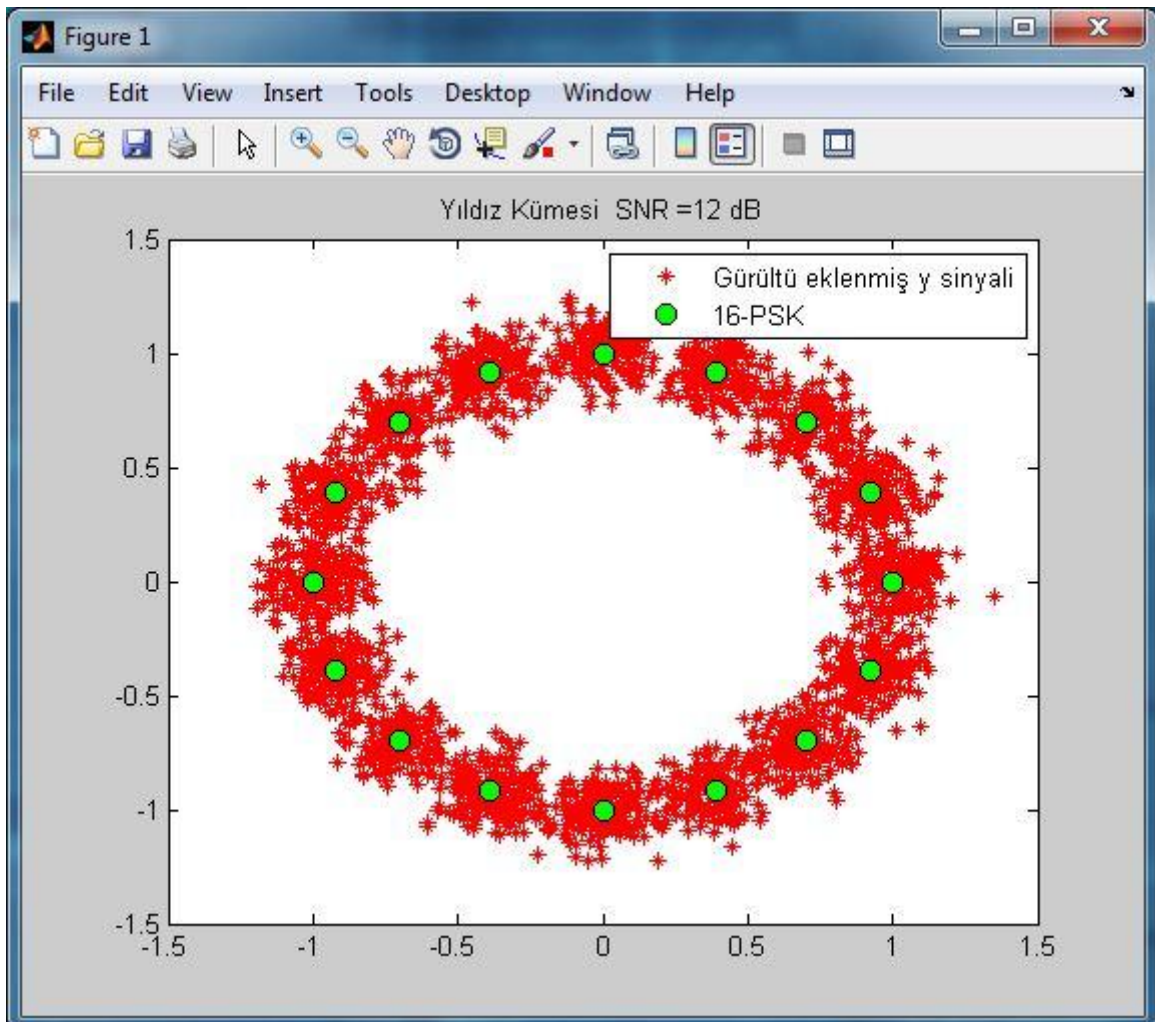 Figure 1
File Edit View Insert Tools Desktop Window Help
Yıldız Kümesi SNR =12 dB
Gürültü eklenmiş y sinyali
16-PSK
1.5
1
0.5
0
-0.5
-1
-1.5
-1.5 -1 -0.5 0 0.5 1 1.5